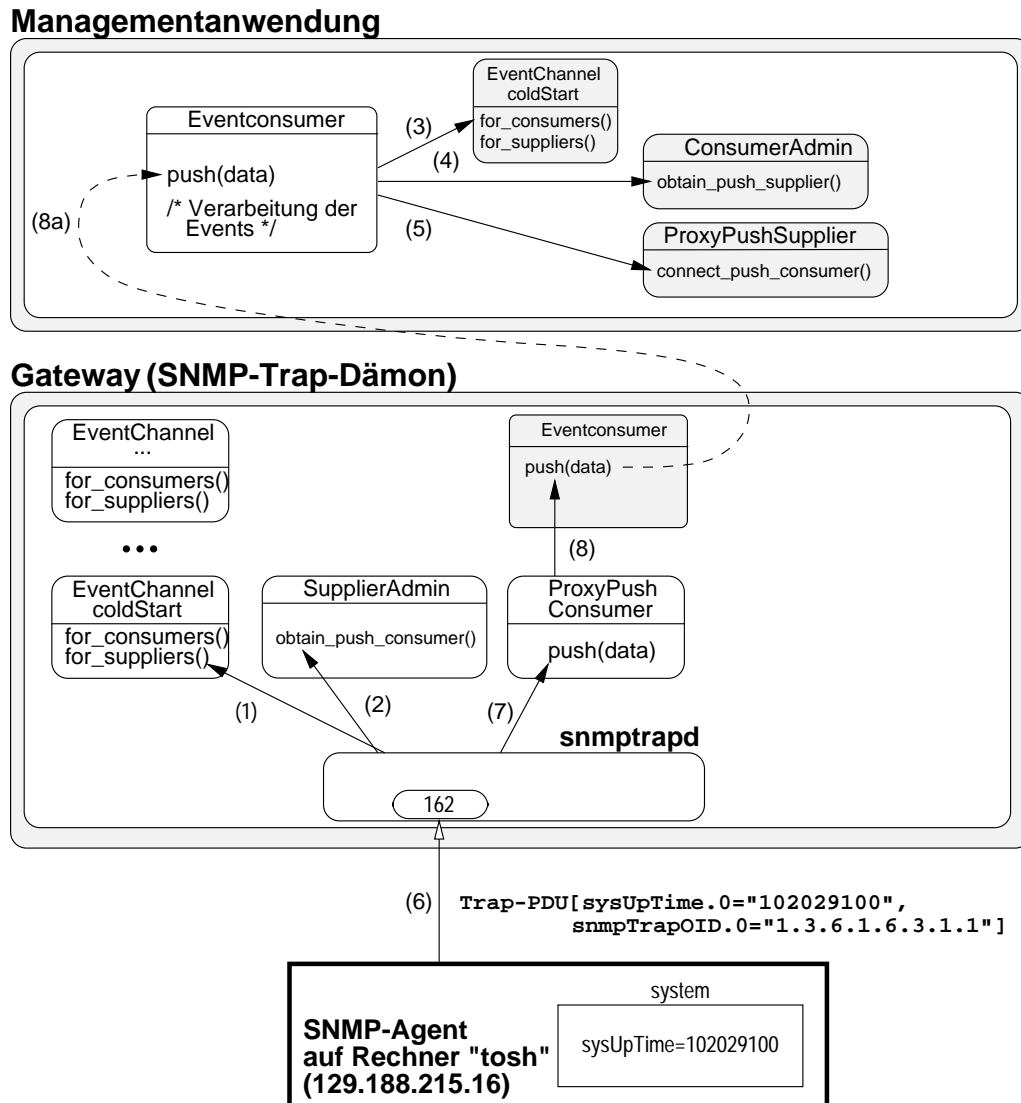 Managementanwendung
EventChannel
coldStart
for_consumers()
for_suppliers()
Eventconsumer
push(data)
/* Verarbeitung der
Events */
(3)
(4)
(5)
(8a)
ConsumerAdmin
obtain_push_supplier()
ProxyPushSupplier
connect_push_consumer()
Gateway (SNMP-Trap-Dämon)
EventChannel
...
for_consumers()
for_suppliers()
Eventconsumer
push(data)
(8)
EventChannel
coldStart
for_consumers()
for_suppliers()
SupplierAdmin
obtain_push_consumer()
ProxyPush
Consumer
push(data)
(1)
(2)
(7)
snmptrapd
162
(6)
Trap-PDU[sysUpTime.0="102029100",
snmpTrapOID.0="1.3.6.1.6.3.1.1"]
SNMP-Agent
auf Rechner "tosh"
(129.188.215.16)
system
sysUpTime=102029100